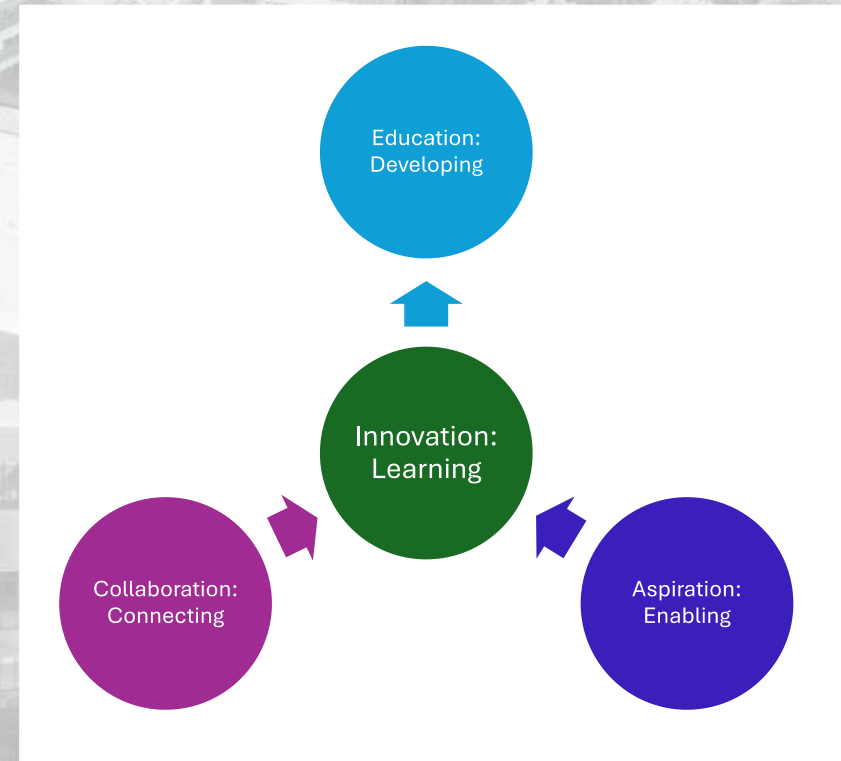 Education:
Developing
Innovation:
Learning
Collaboration:
Connecting
Aspiration:
Enabling